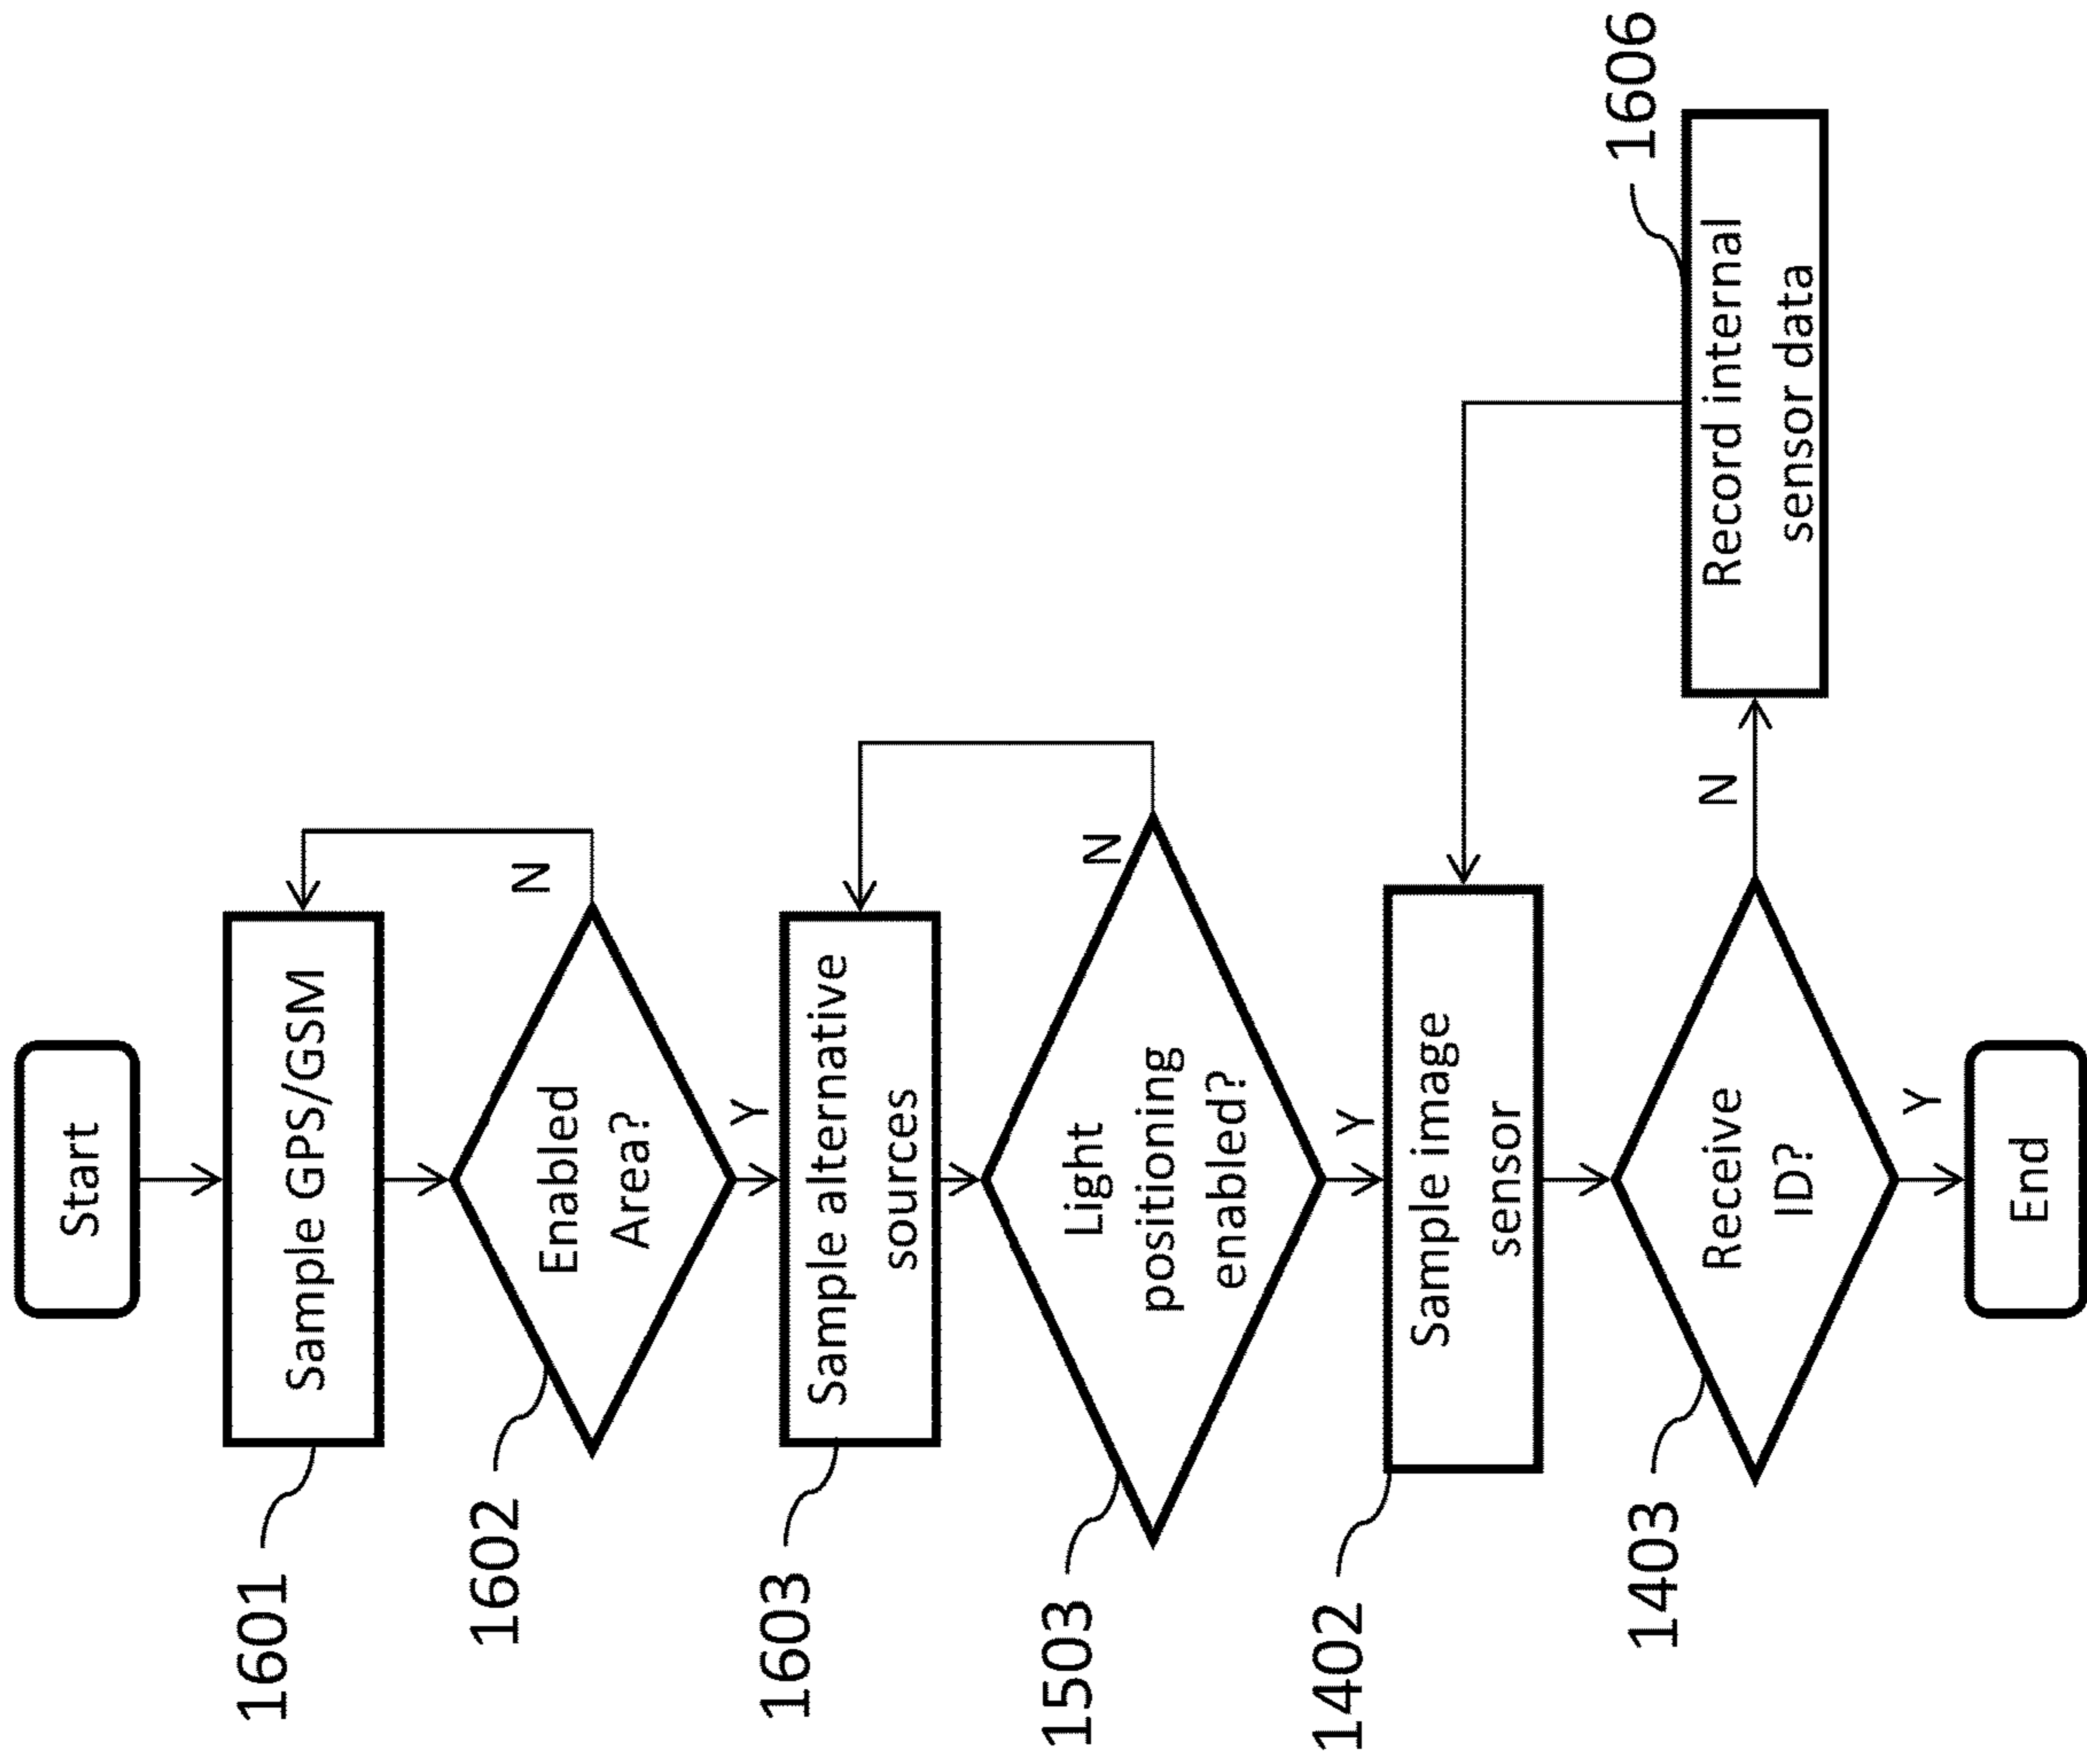 Start
1601
Sample GPS/GSM
1602
Enabled
Area?
N
Y
1603
Sample alternative
sources
1503
Light
positioning
enabled?
N
Y
1402
Sample image
sensor
1403
Receive
ID?
N
1606
Record internal
sensor data
Y
End